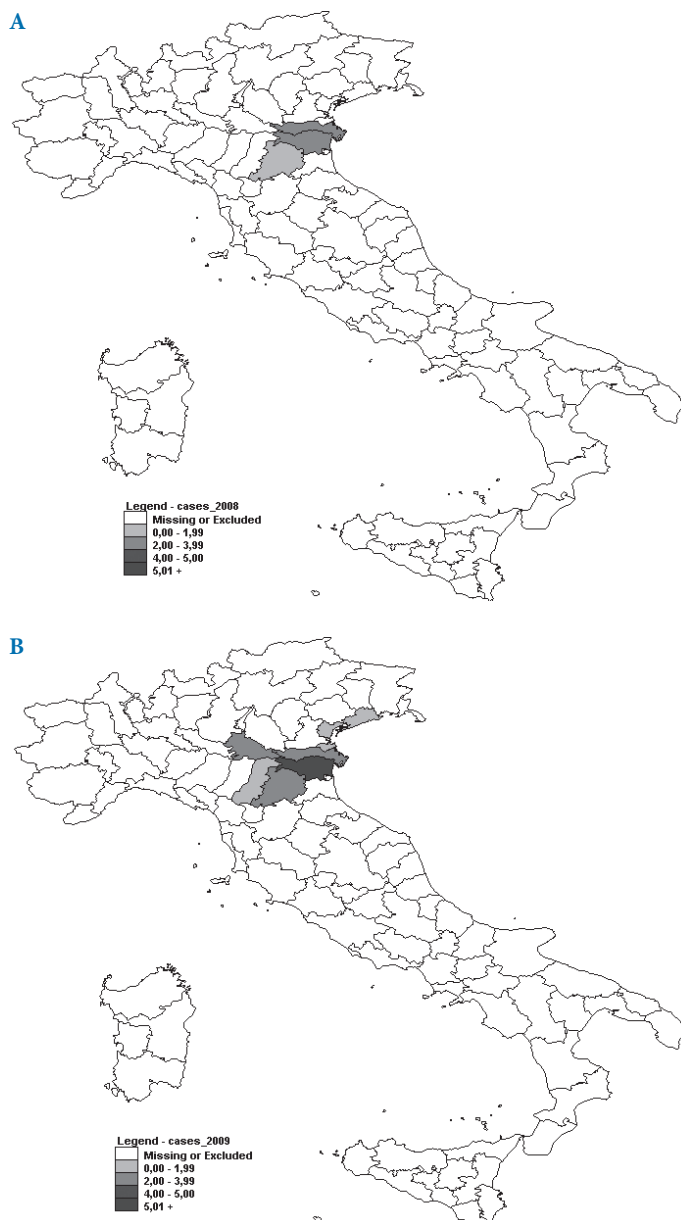 A
Legend - cases_2008
Missing or Excluded
0,00 - 1,99
2,00 - 3,99
4,00 - 5,00
5,01 +
B
Legend - cases_2009
Missing or Excluded
0,00 - 1,99
2,00 - 3,99
4,00 - 5,00
5,01 +